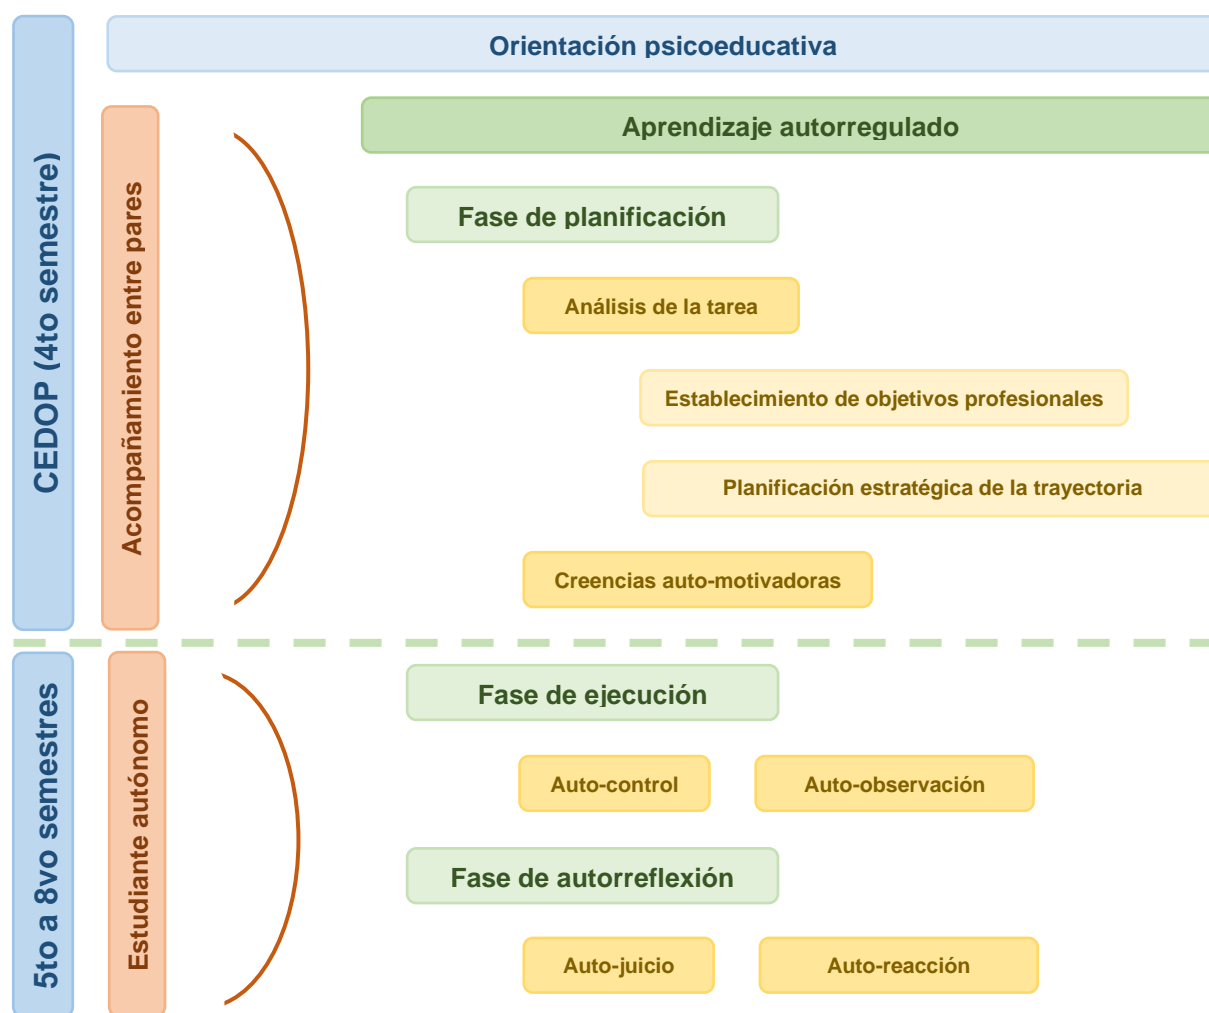 Orientación psicoeducativa
CEDOP (4to semestre)
Acompañamiento entre pares
Aprendizaje autorregulado
Fase de planificación
Análisis de la tarea
Establecimiento de objetivos profesionales
Planificación estratégica de la trayectoria
Creencias auto-motivadoras
5to a 8vo semestres
Estudiante autónomo
Fase de ejecución
Auto-control
Auto-observación
Fase de autorreflexión
Auto-juicio
Auto-reacción